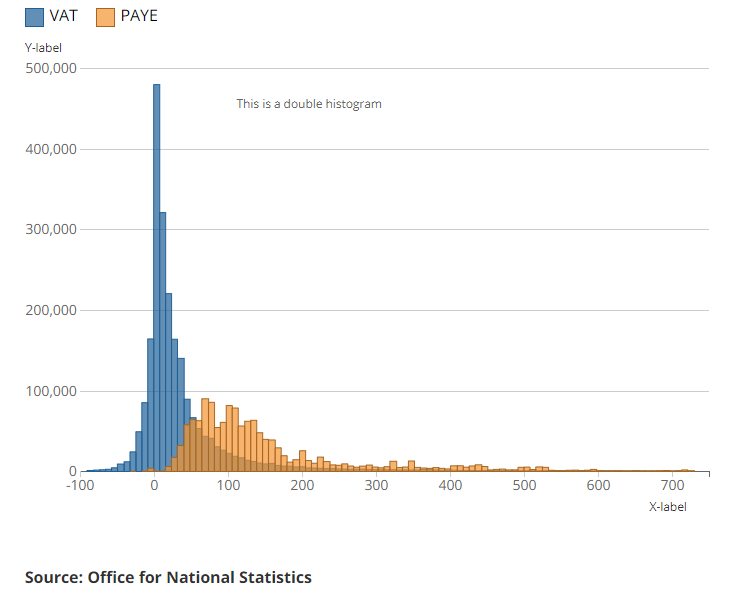 VAT PAYE
Y-label
500,000
This is a double histogram
400,000
300,000
200,000
100,000
0
-100 0 100 200 300 400 500 600 700
X-label
Source: Office for National Statistics